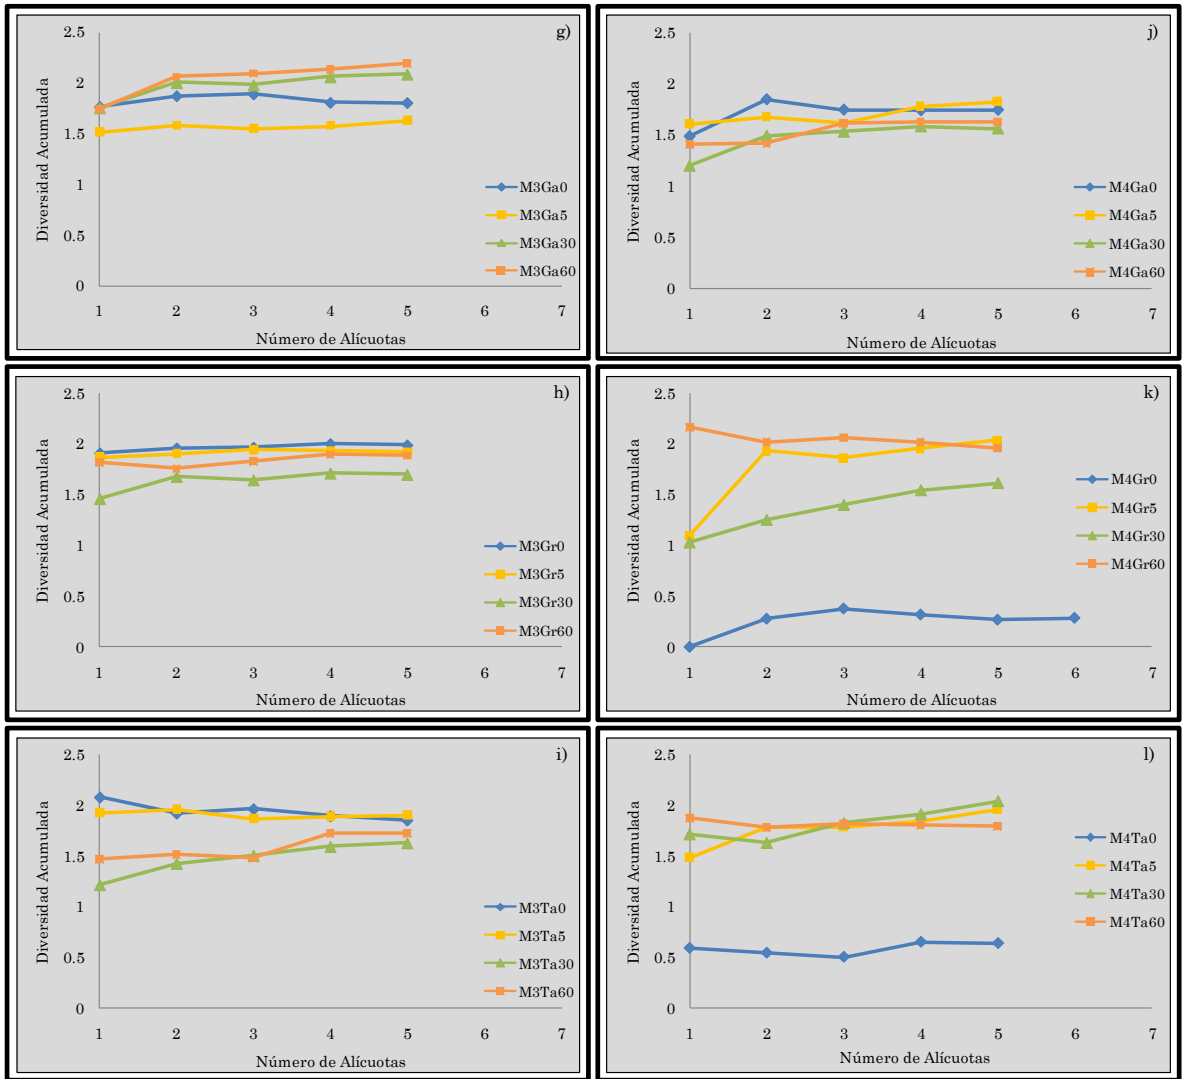 g)
Diversidad Acumulada
2.5
2
1.5
1
0.5
0
1 2 3 4 5 6 7
Número de Alícuotas
M3Ga0
M3Ga5
M3Ga30
M3Ga60
j)
Diversidad Acumulada
2.5
2
1.5
1
0.5
0
1 2 3 4 5 6 7
Número de Alícuotas
M4Ga0
M4Ga5
M4Ga30
M4Ga60
h)
Diversidad Acumulada
2.5
2
1.5
1
0.5
0
1 2 3 4 5 6 7
Número de Alícuotas
M3Gr0
M3Gr5
M3Gr30
M3Gr60
k)
Diversidad Acumulada
2.5
2
1.5
1
0.5
0
1 2 3 4 5 6 7
Número de Alícuotas
M4Gr0
M4Gr5
M4Gr30
M4Gr60
i)
Diversidad Acumulada
2.5
2
1.5
1
0.5
0
1 2 3 4 5 6 7
Número de Alícuotas
M3Ta0
M3Ta5
M3Ta30
M3Ta60
l)
Diversidad Acumulada
2.5
2
1.5
1
0.5
0
1 2 3 4 5 6 7
Número de Alícuotas
M4Ta0
M4Ta5
M4Ta30
M4Ta60